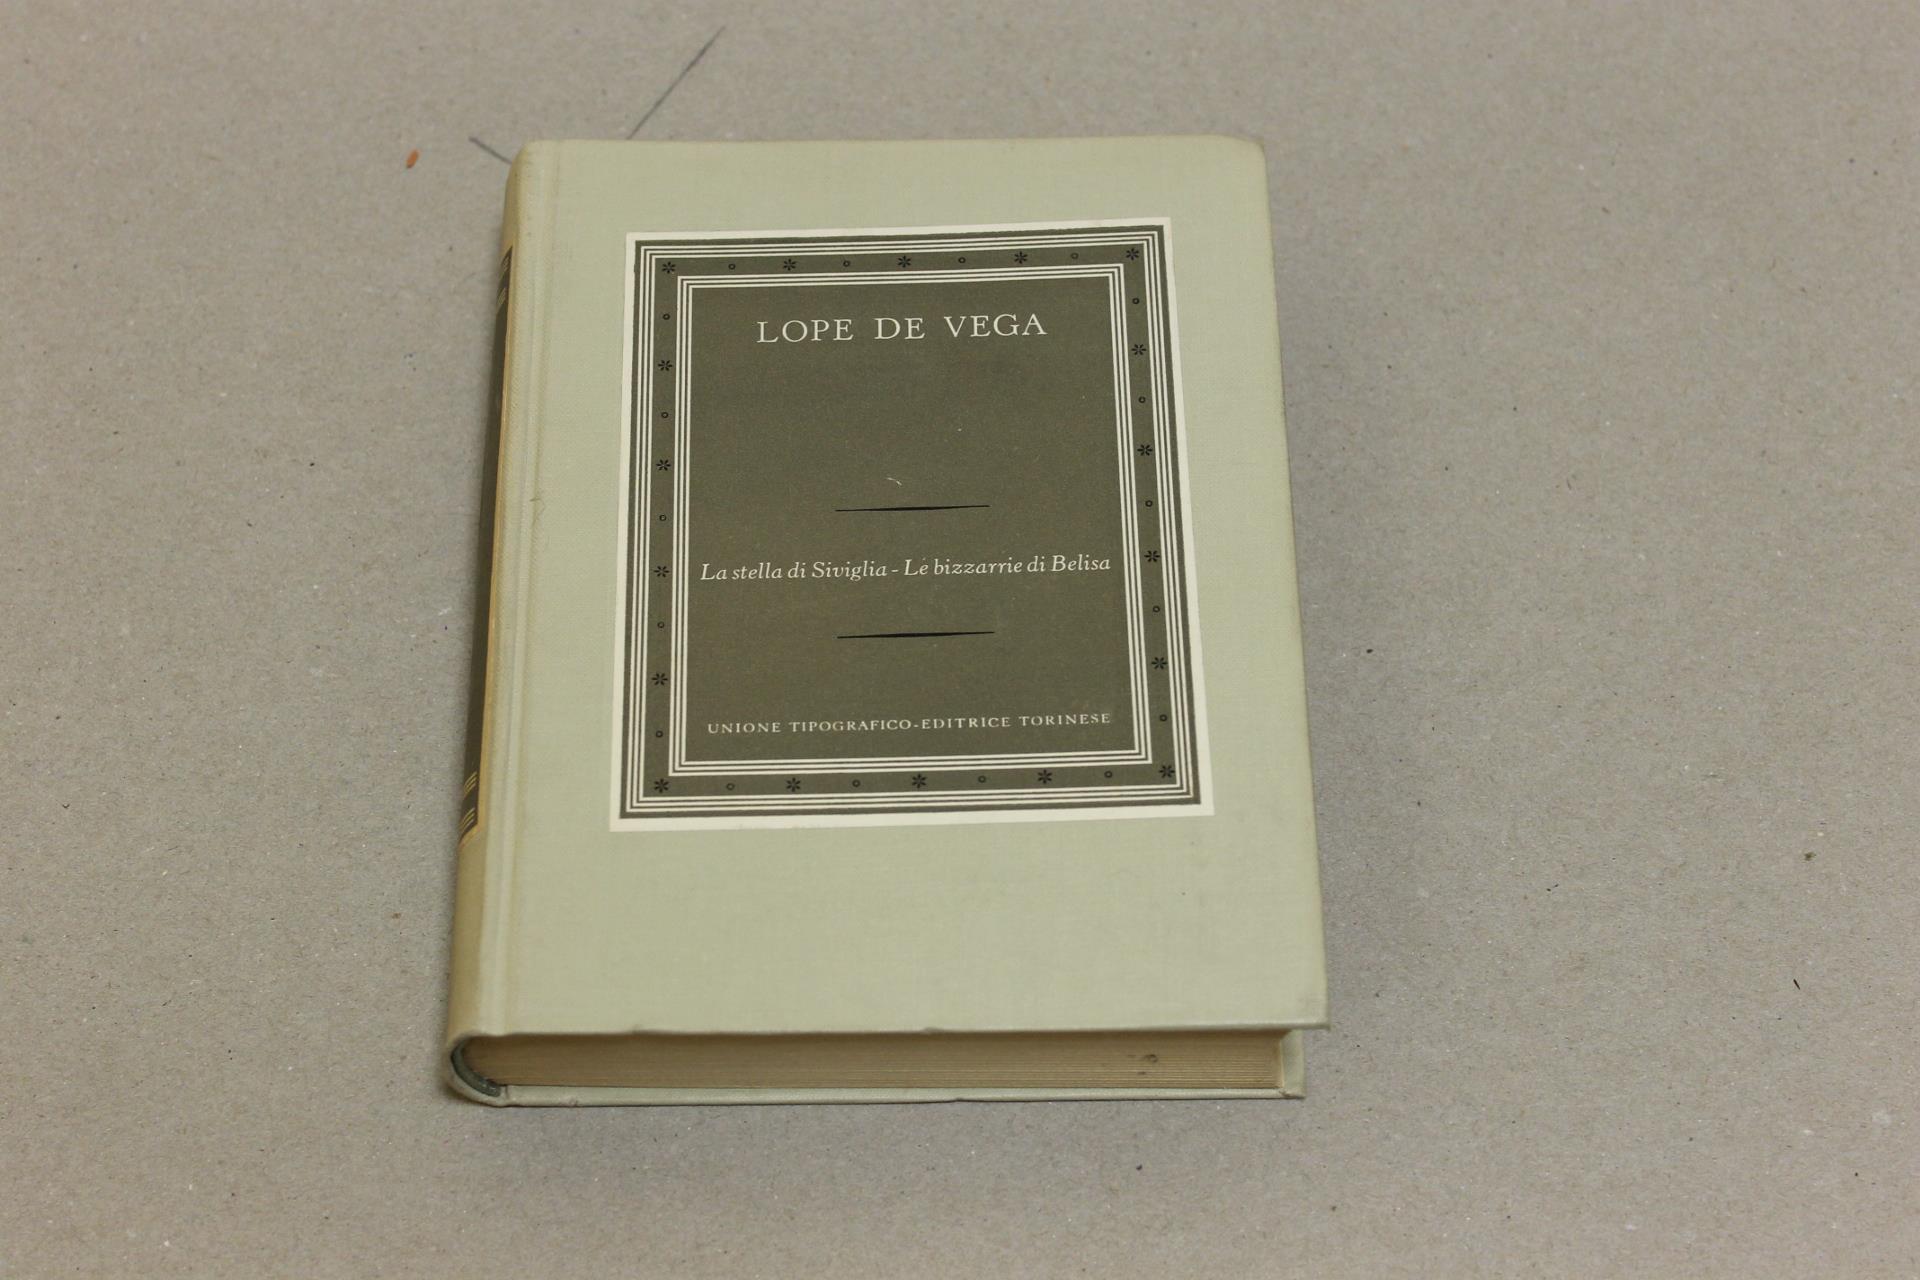 LOPE DE VEGA
La stella di Siviglia - Le bizzarrie di Belisa
UNIONE TIPOGRAFICO-EDITRICE TORINESE